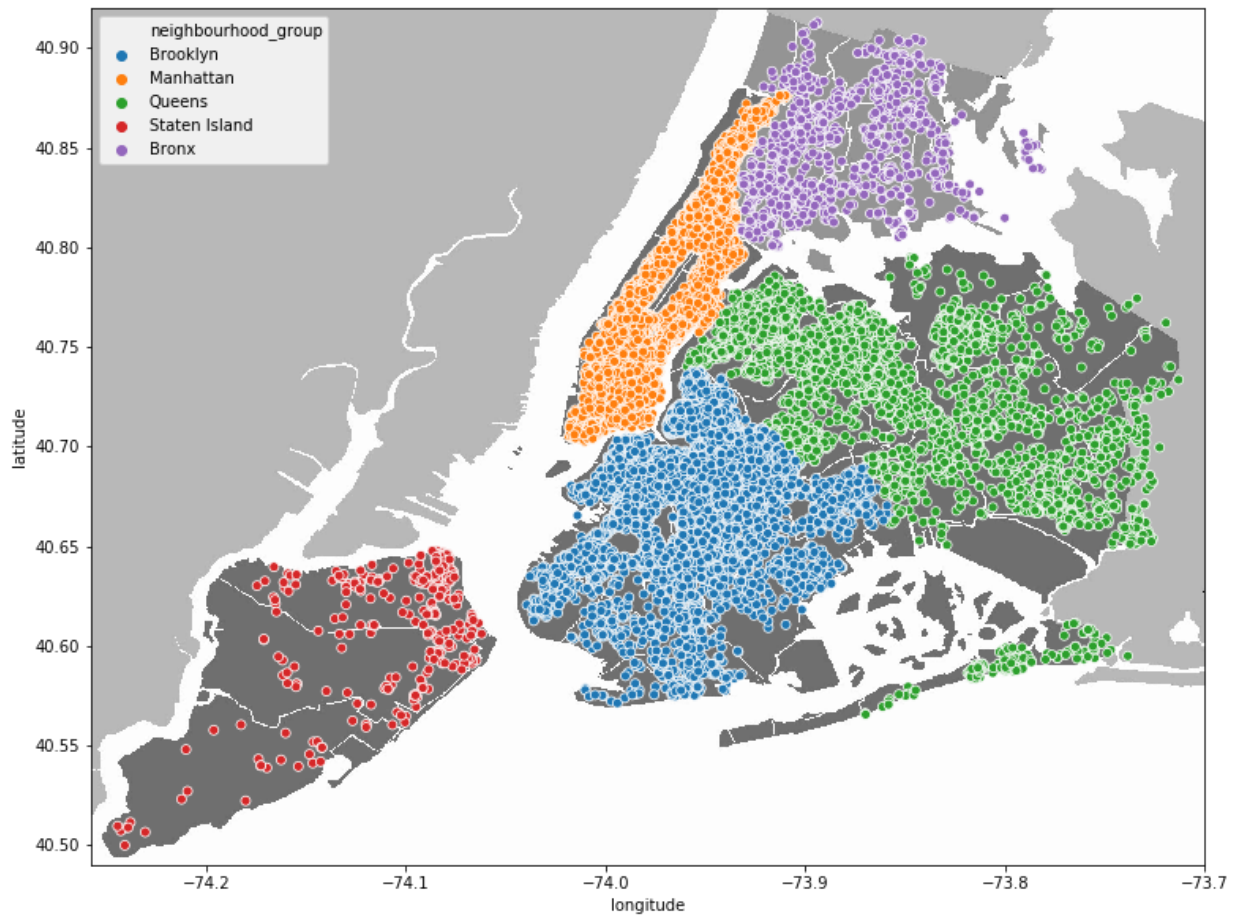 neighbourhood_group
Brooklyn
Manhattan
Queens
Staten Island
Bronx
40.90
40.85
40.80
40.75
40.70
40.65
40.60
40.55
40.50
latitude
−74.2
−74.1
−74.0
−73.9
−73.8
−73.7
longitude